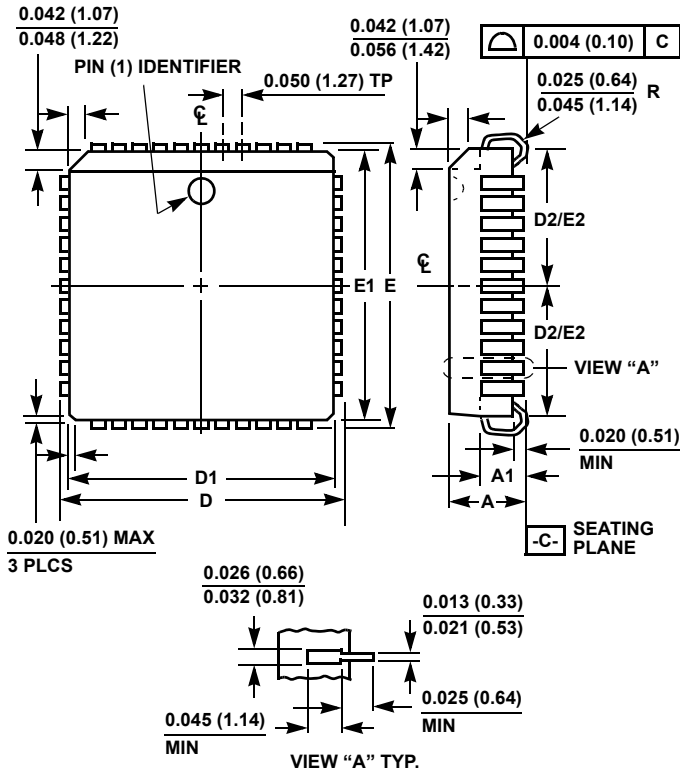 0.042 (1.07)
0.048 (1.22)
PIN (1) IDENTIFIER
0.050 (1.27) TP
℄
0.042 (1.07)
0.056 (1.42)
⌓ 0.004 (0.10) C
0.025 (0.64) R
0.045 (1.14)
D2/E2
℄
E1 E
D2/E2
VIEW “A”
0.020 (0.51)
MIN
A1
A
D1
D
0.020 (0.51) MAX
3 PLCS
-C- SEATING
PLANE
0.026 (0.66)
0.032 (0.81)
0.013 (0.33)
0.021 (0.53)
0.025 (0.64)
MIN
0.045 (1.14)
MIN
VIEW “A” TYP.